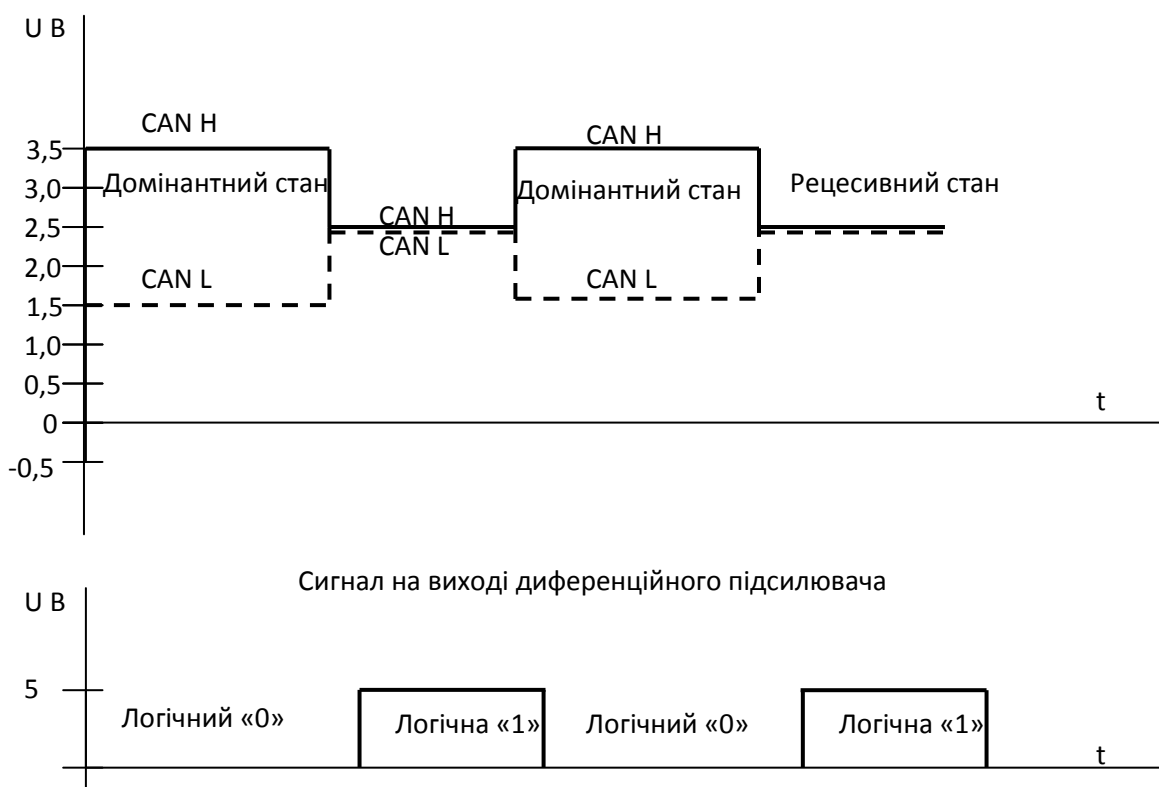 U В
CAN H
CAN H
3,5
3,0
Домінантний стан
Домінантний стан
Рецесивний стан
2,5
CAN H
CAN L
2,0
CAN L
CAN L
1,5
1,0
0,5
t
0
-0,5
Сигнал на виході диференційного підсилювача
U В
5
Логічний «0»
Логічна «1»
Логічний «0»
Логічна «1»
t